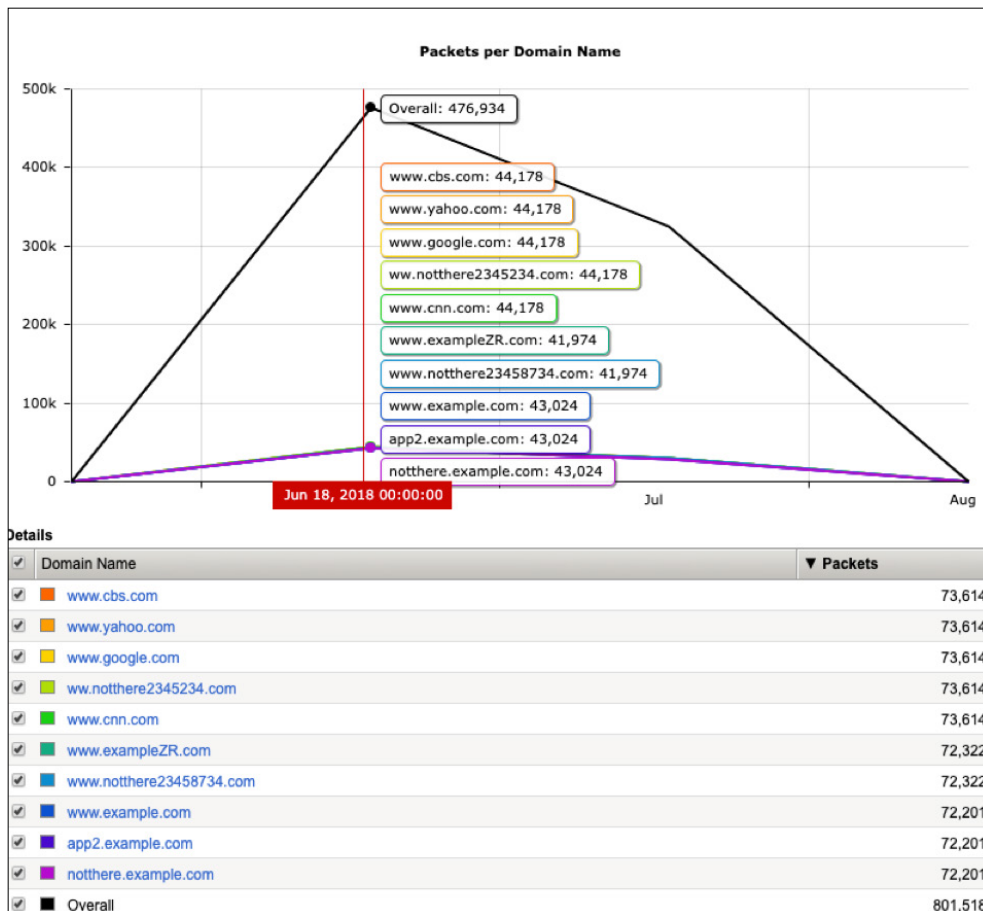 Packets per Domain Name
500k
Overall: 476,934
400k
www.cbs.com: 44,178
www.yahoo.com: 44,178
300k
www.google.com: 44,178
ww.notthere2345234.com: 44,178
www.cnn.com: 44,178
200k
www.exampleZR.com: 41,974
www.notthere23458734.com: 41,974
100k
www.example.com: 43,024
app2.example.com: 43,024
notthere.example.com: 43,024
0
Jun 18, 2018 00:00:00
Jul
Aug
Details
Domain Name ▼ Packets
www.cbs.com 73,614
www.yahoo.com 73,614
www.google.com 73,614
ww.notthere2345234.com 73,614
www.cnn.com 73,614
www.exampleZR.com 72,322
www.notthere23458734.com 72,322
www.example.com 72,201
app2.example.com 72,201
notthere.example.com 72,201
Overall 801,518